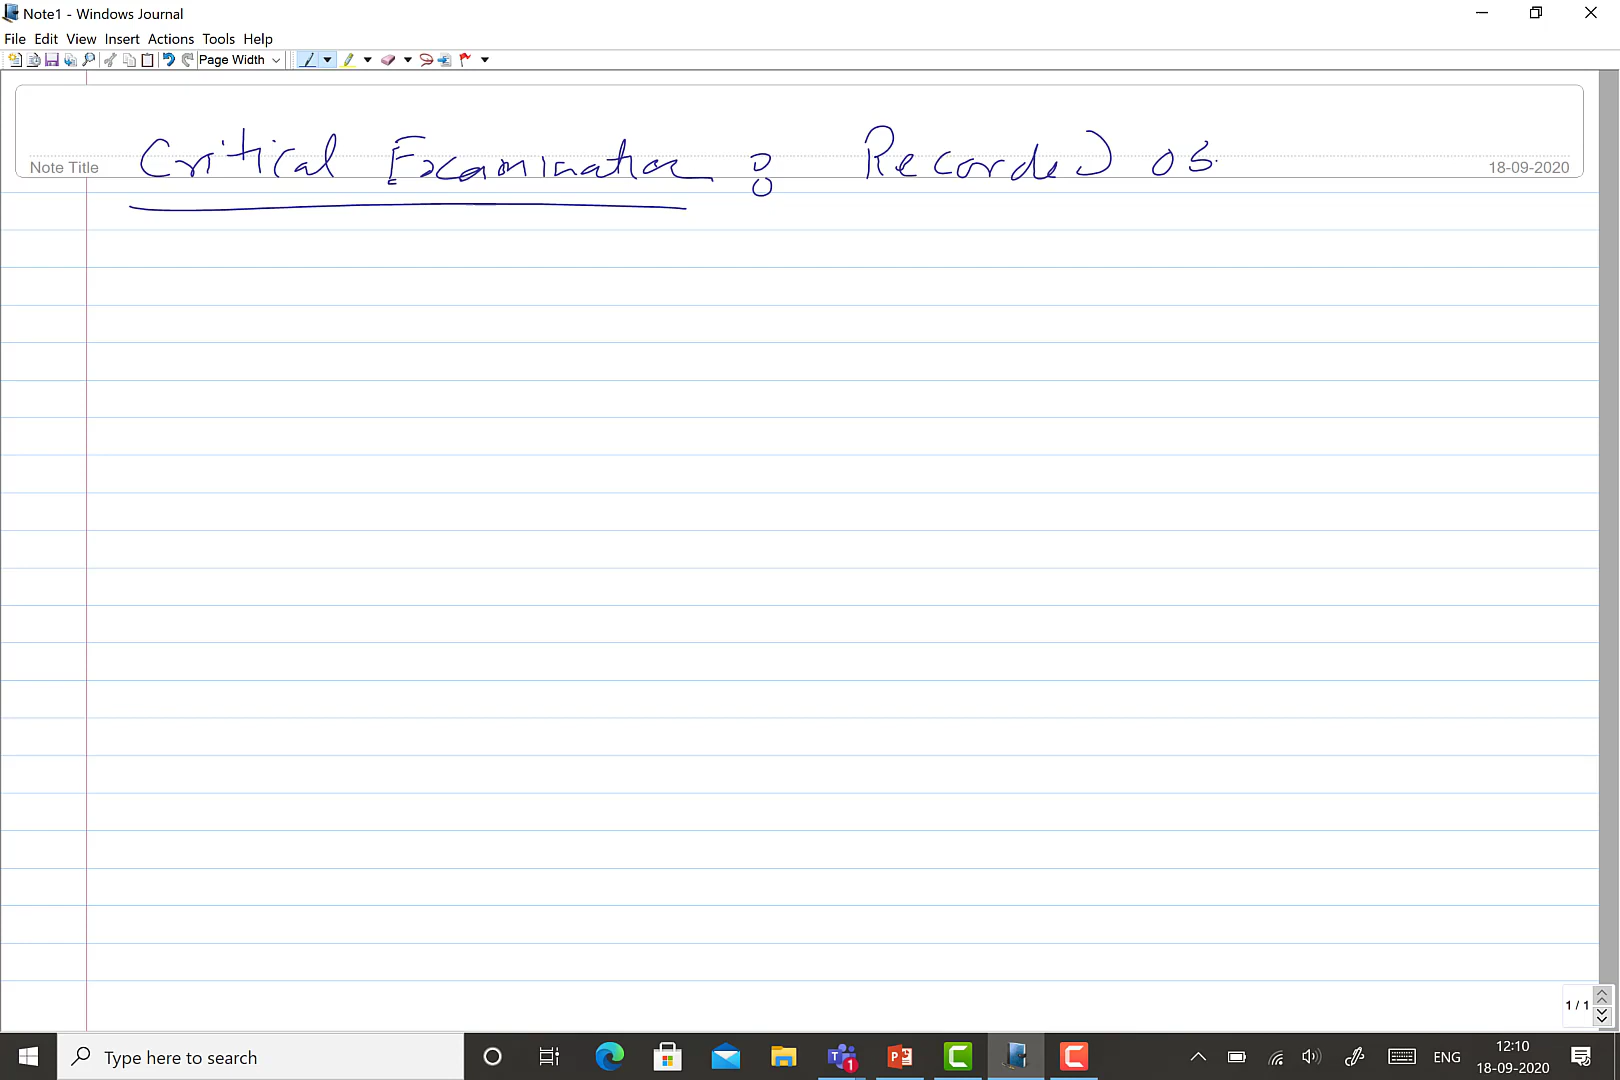 Note1 - Windows Journal
File Edit View Insert Actions Tools Help
Page Width
Critical Examination : Recorded
Note Title
18-09-2020
1 / 1
Type here to search
1
ENG
12:10
18-09-2020